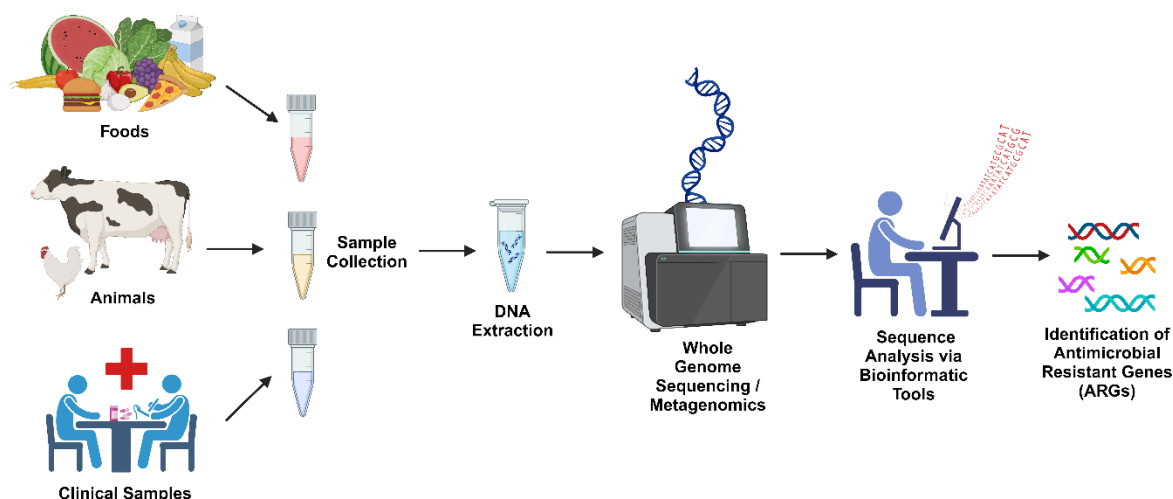 Foods
Animals
Clinical Samples
Sample
Collection
DNA
Extraction
Whole
Genome
Sequencing /
Metagenomics
Sequence
Analysis via
Bioinformatic
Tools
Identification of
Antimicrobial
Resistant Genes
(ARGs)